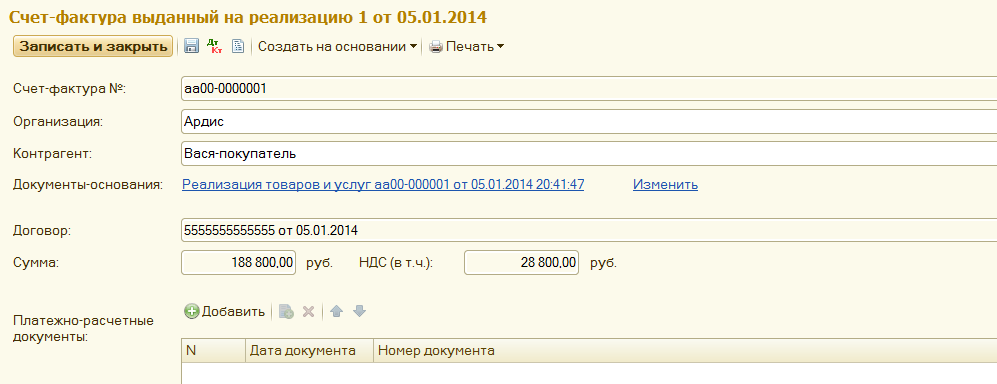 Счет-фактура выданный на реализацию 1 от 05.01.2014
Записать и закрыть Дт Кт Создать на основании Печать
Счет-фактура №: аа00-0000001
Организация: Ардис
Контрагент: Вася-покупатель
Документы-основания: Реализация товаров и услуг аа00-000001 от 05.01.2014 20:41:47 Изменить
Договор: 5555555555555 от 05.01.2014
Сумма: 188 800,00 руб. НДС (в т.ч.): 28 800,00 руб.
Платежно-расчетные документы: Добавить
N Дата документа Номер документа